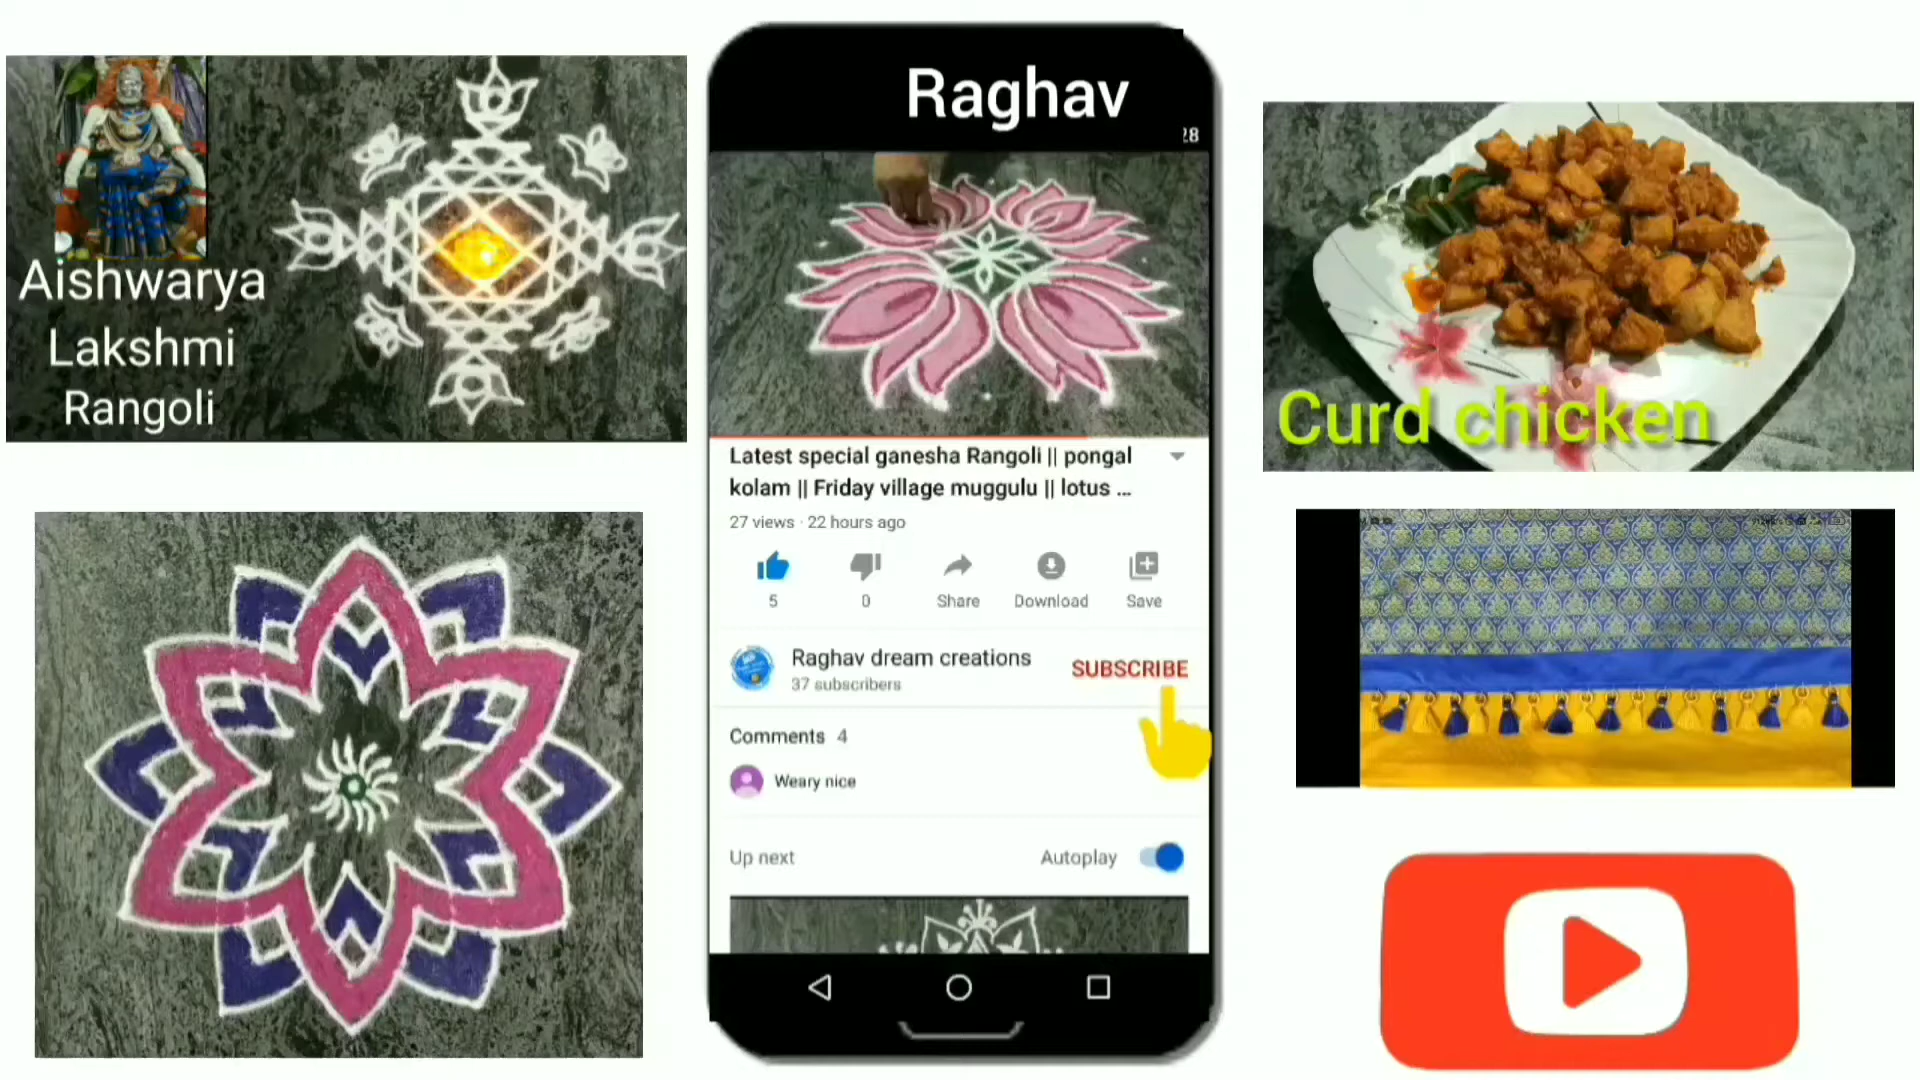 Aishwarya
Lakshmi
Rangoli
Raghav
28
Latest special ganesha Rangoli || pongal
kolam || Friday village muggulu || lotus ...
27 views · 22 hours ago
5
0
Share
Download
Save
Raghav dream creations
37 subscribers
SUBSCRIBE
Comments 4
Weary nice
Up next
Autoplay
Curd chicken